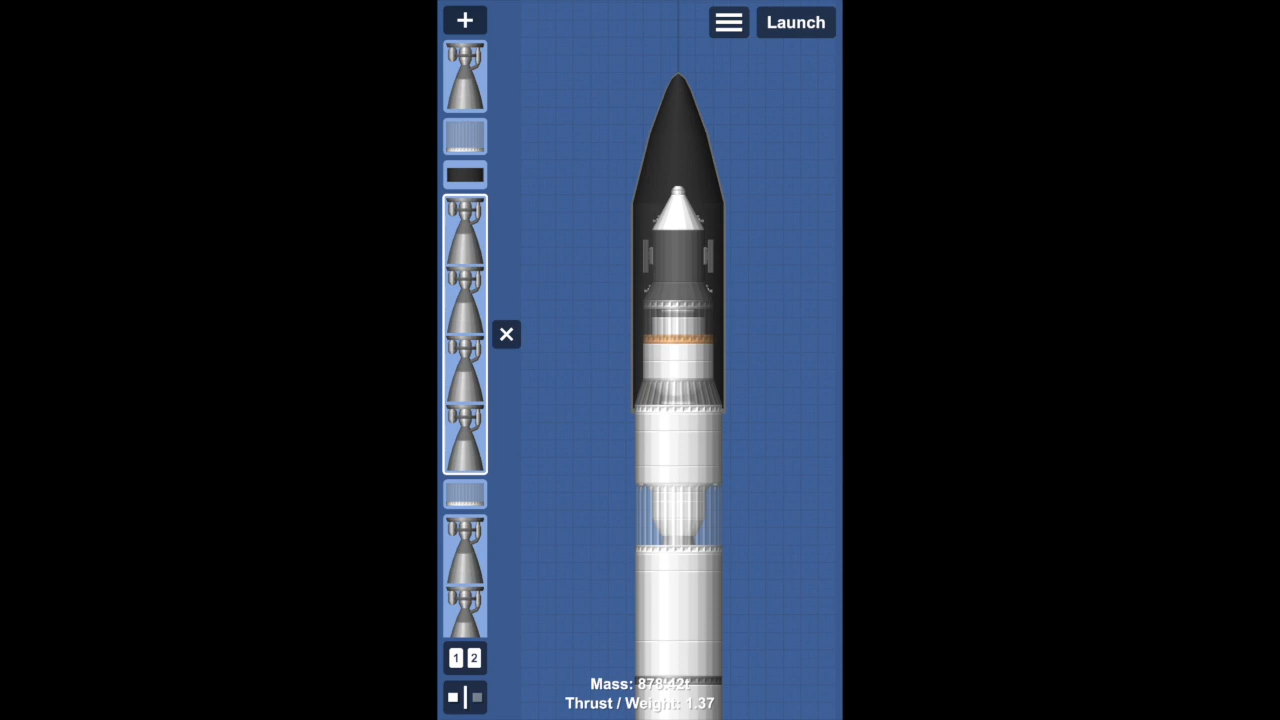 +
Launch
×
1 2
Mass: 878.42t
Thrust / Weight: 1.37